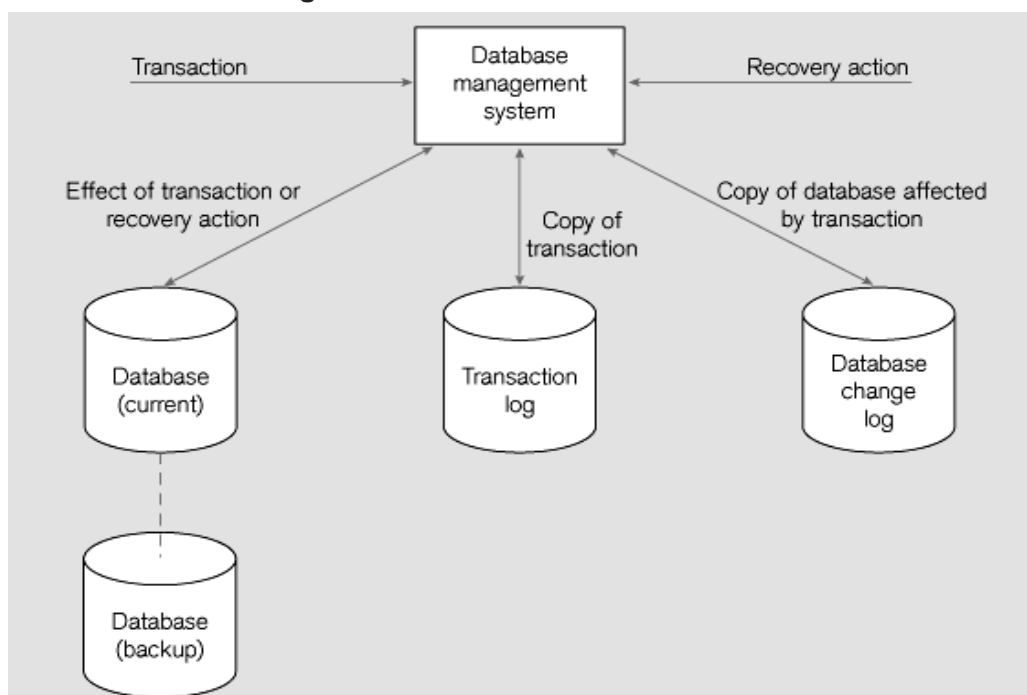 Database
management
system
Transaction
Recovery action
Effect of transaction or
recovery action
Copy of
transaction
Copy of database affected
by transaction
Database
(current)
Transaction
log
Database
change
log
Database
(backup)